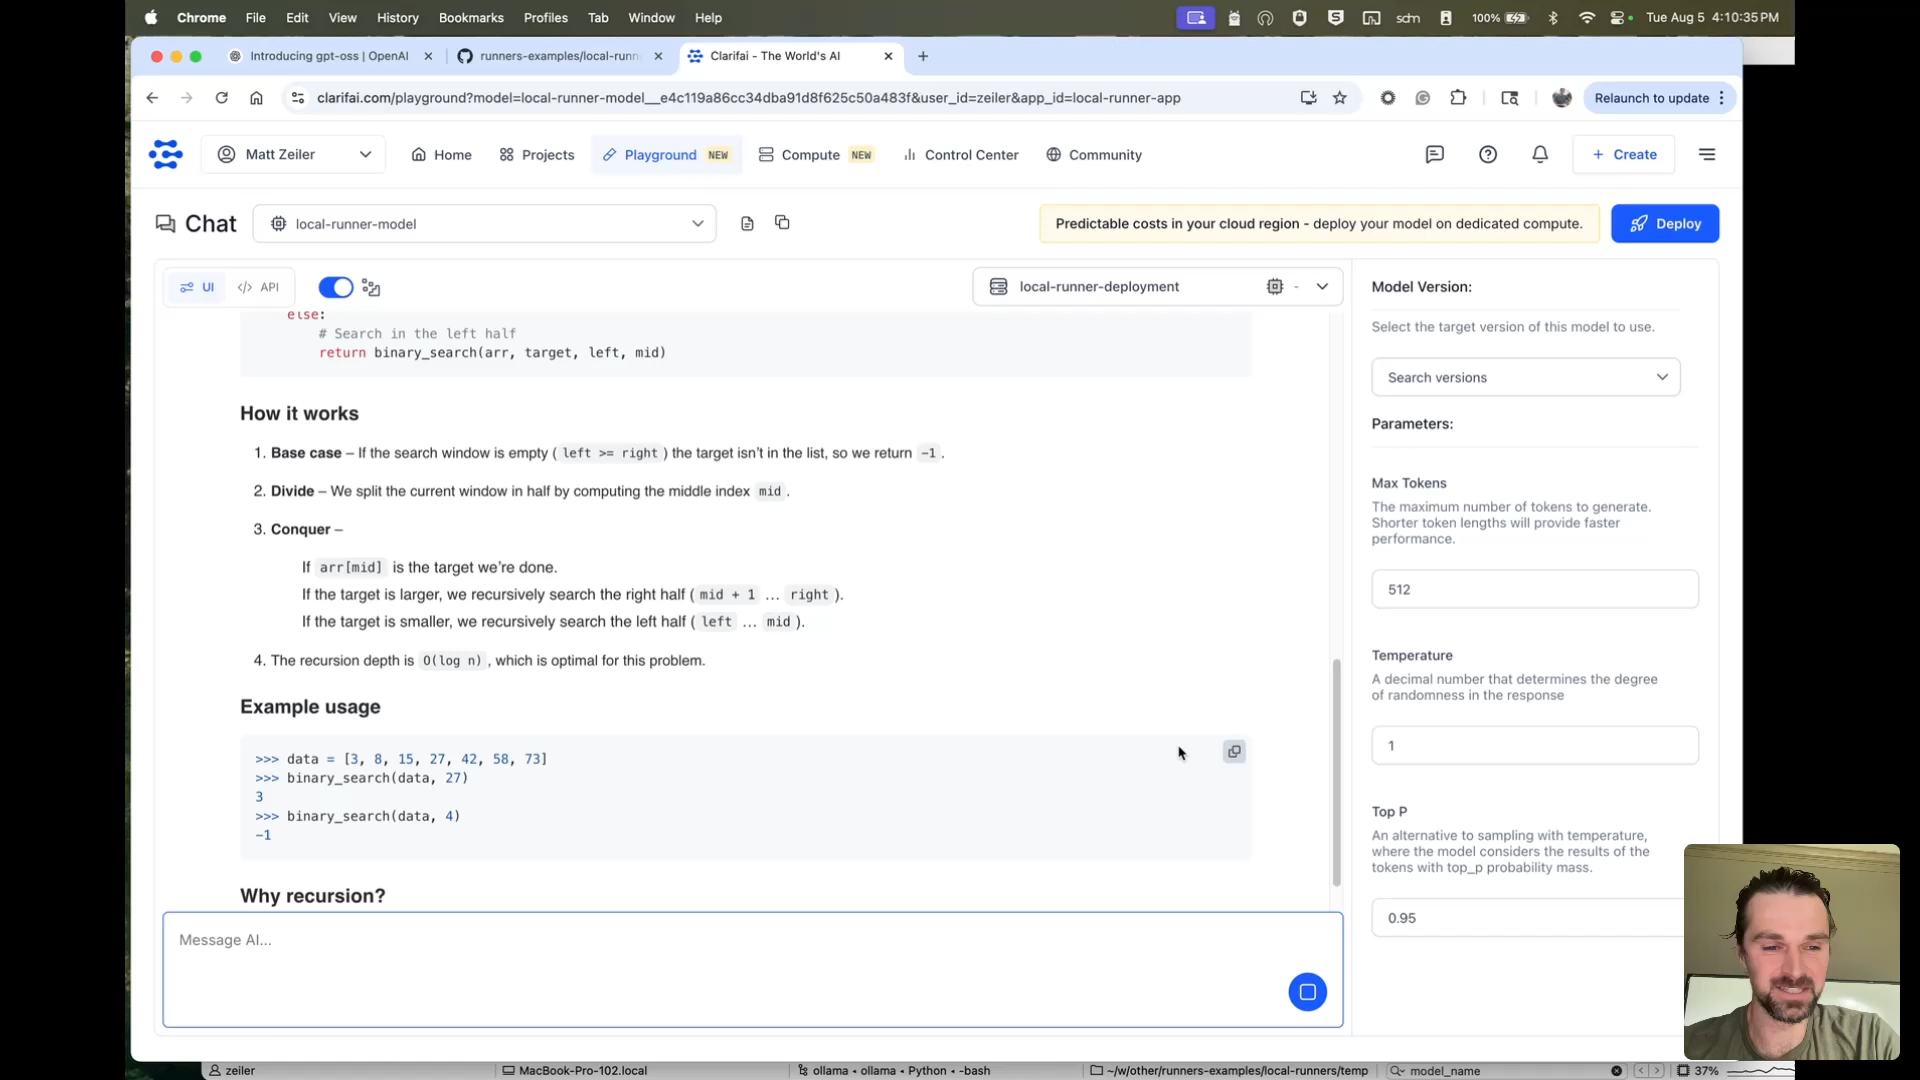 Chrome File Edit View History Bookmarks Profiles Tab Window Help sdm 100% Tue Aug 5 4:10:35 PM
Introducing gpt-oss | OpenAI runners-examples/local-runn Clarifai - The World's AI
clarifai.com/playground?model=local-runner-model__e4c119a86cc34dba91d8f625c50a483f&user_id=zeiler&app_id=local-runner-app Relaunch to update
Matt Zeiler Home Projects Playground NEW Compute NEW Control Center Community + Create
Chat local-runner-model Predictable costs in your cloud region - deploy your model on dedicated compute. Deploy
UI </> API local-runner-deployment -
else:
# Search in the left half
return binary_search(arr, target, left, mid)
How it works
1. Base case – If the search window is empty ( left >= right ) the target isn’t in the list, so we return -1 .
2. Divide – We split the current window in half by computing the middle index mid .
3. Conquer –
If arr[mid] is the target we’re done.
If the target is larger, we recursively search the right half ( mid + 1 … right ).
If the target is smaller, we recursively search the left half ( left … mid ).
4. The recursion depth is O(log n) , which is optimal for this problem.
Example usage
>>> data = [3, 8, 15, 27, 42, 58, 73]
>>> binary_search(data, 27)
3
>>> binary_search(data, 4)
-1
Why recursion?
Message AI...
Model Version:
Select the target version of this model to use.
Search versions
Parameters:
Max Tokens
The maximum number of tokens to generate.
Shorter token lengths will provide faster
performance.
512
Temperature
A decimal number that determines the degree
of randomness in the response
1
Top P
An alternative to sampling with temperature,
where the model considers the results of the
tokens with top_p probability mass.
0.95
zeiler MacBook-Pro-102.local ollama • ollama • Python • -bash ~/w/other/runners-examples/local-runners/temp model_name 37%